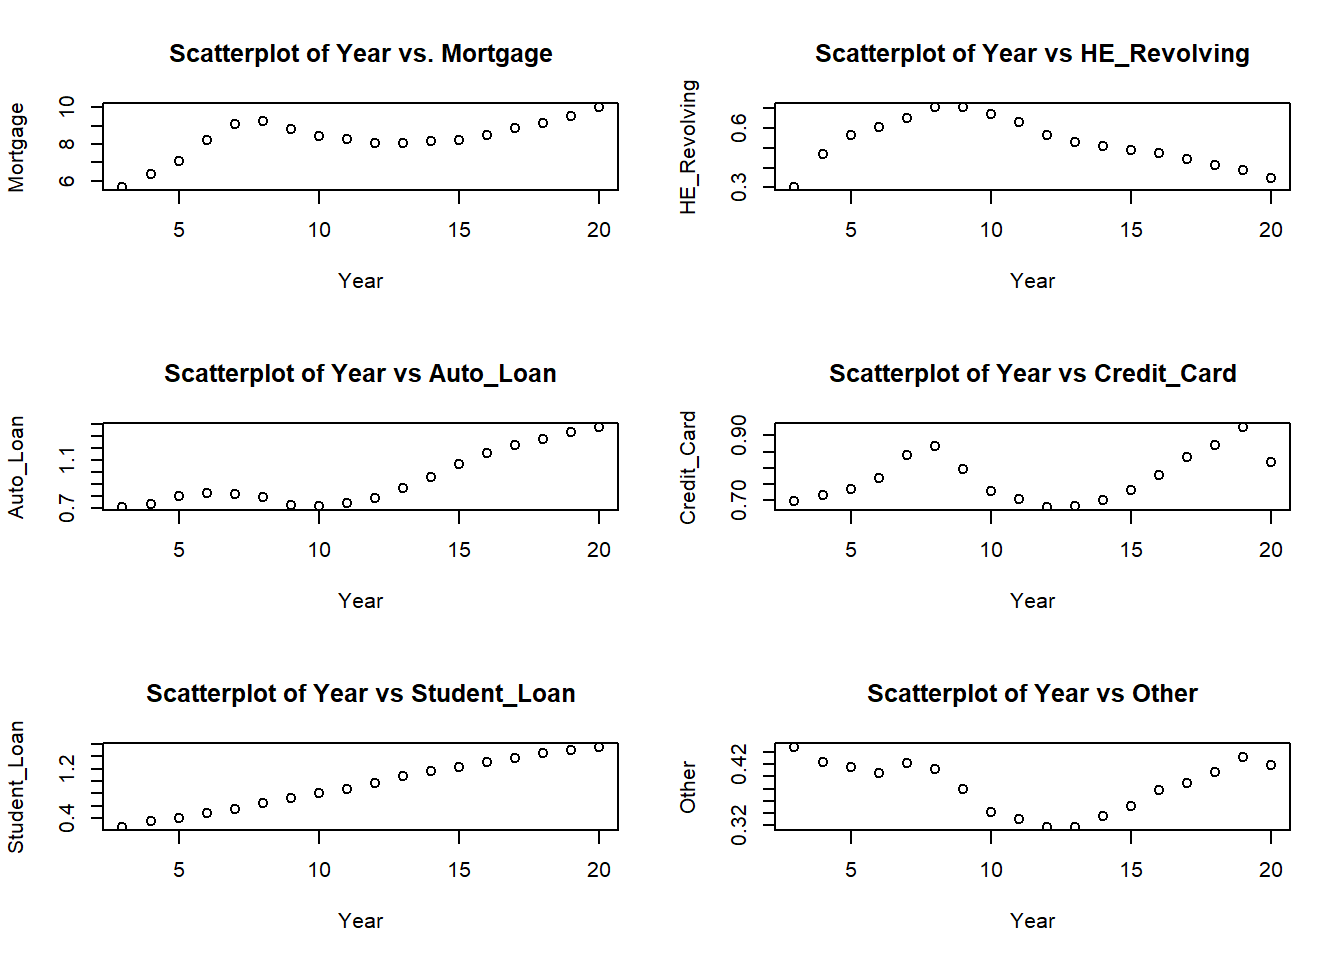 Scatterplot of Year vs. Mortgage
Mortgage
10
8
6
5 10 15 20
Year
Scatterplot of Year vs HE_Revolving
HE_Revolving
0.6
0.3
5 10 15 20
Year
Scatterplot of Year vs Auto_Loan
Auto_Loan
1.1
0.7
5 10 15 20
Year
Scatterplot of Year vs Credit_Card
Credit_Card
0.90
0.70
5 10 15 20
Year
Scatterplot of Year vs Student_Loan
Student_Loan
1.2
0.4
5 10 15 20
Year
Scatterplot of Year vs Other
Other
0.42
0.32
5 10 15 20
Year